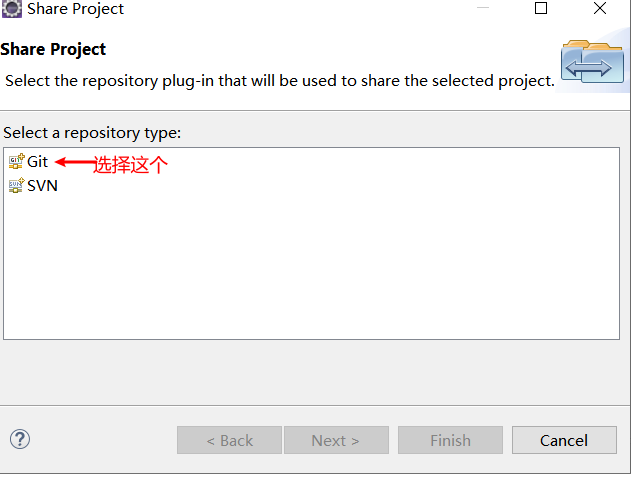 Share Project
Share Project
Select the repository plug-in that will be used to share the selected project.
Select a repository type:
Git 选择这个
SVN
? < Back Next > Finish Cancel